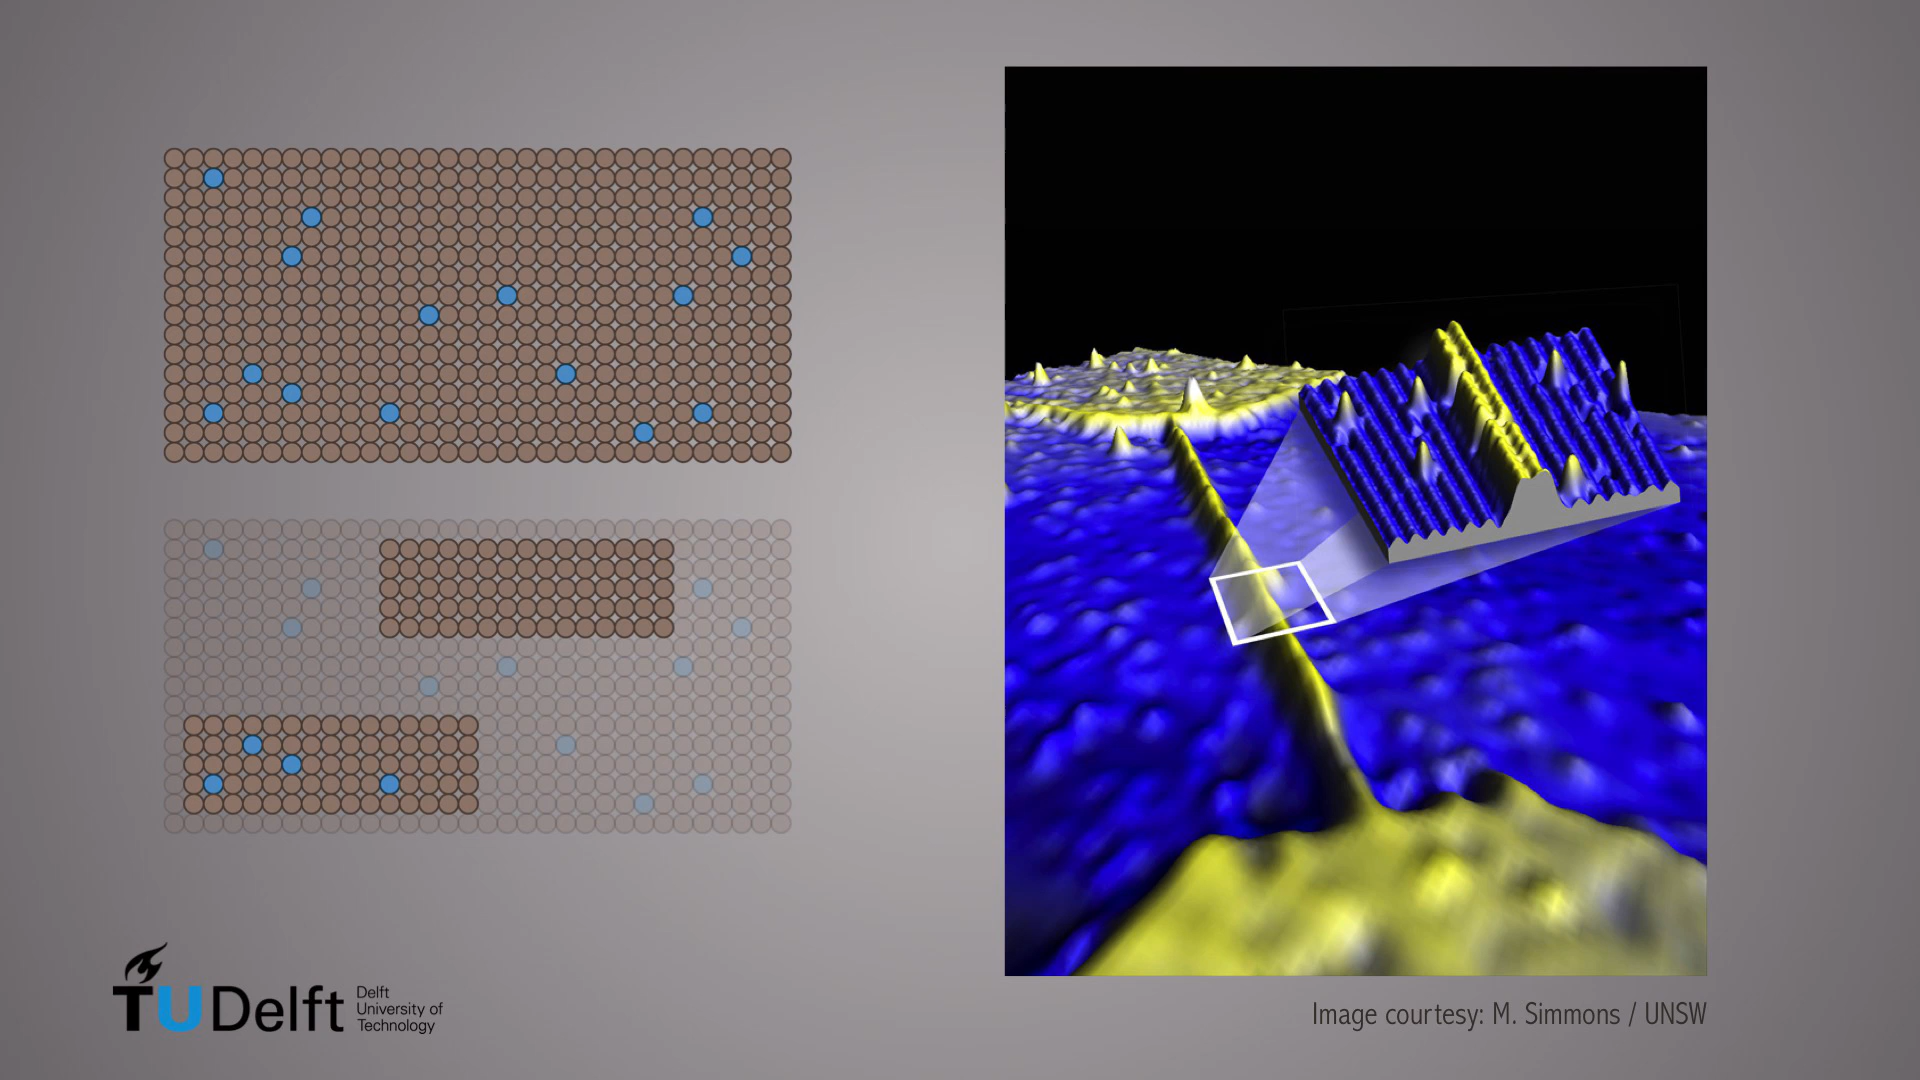 TU Delft
Delft
University of
Technology
Image courtesy: M. Simmons / UNSW